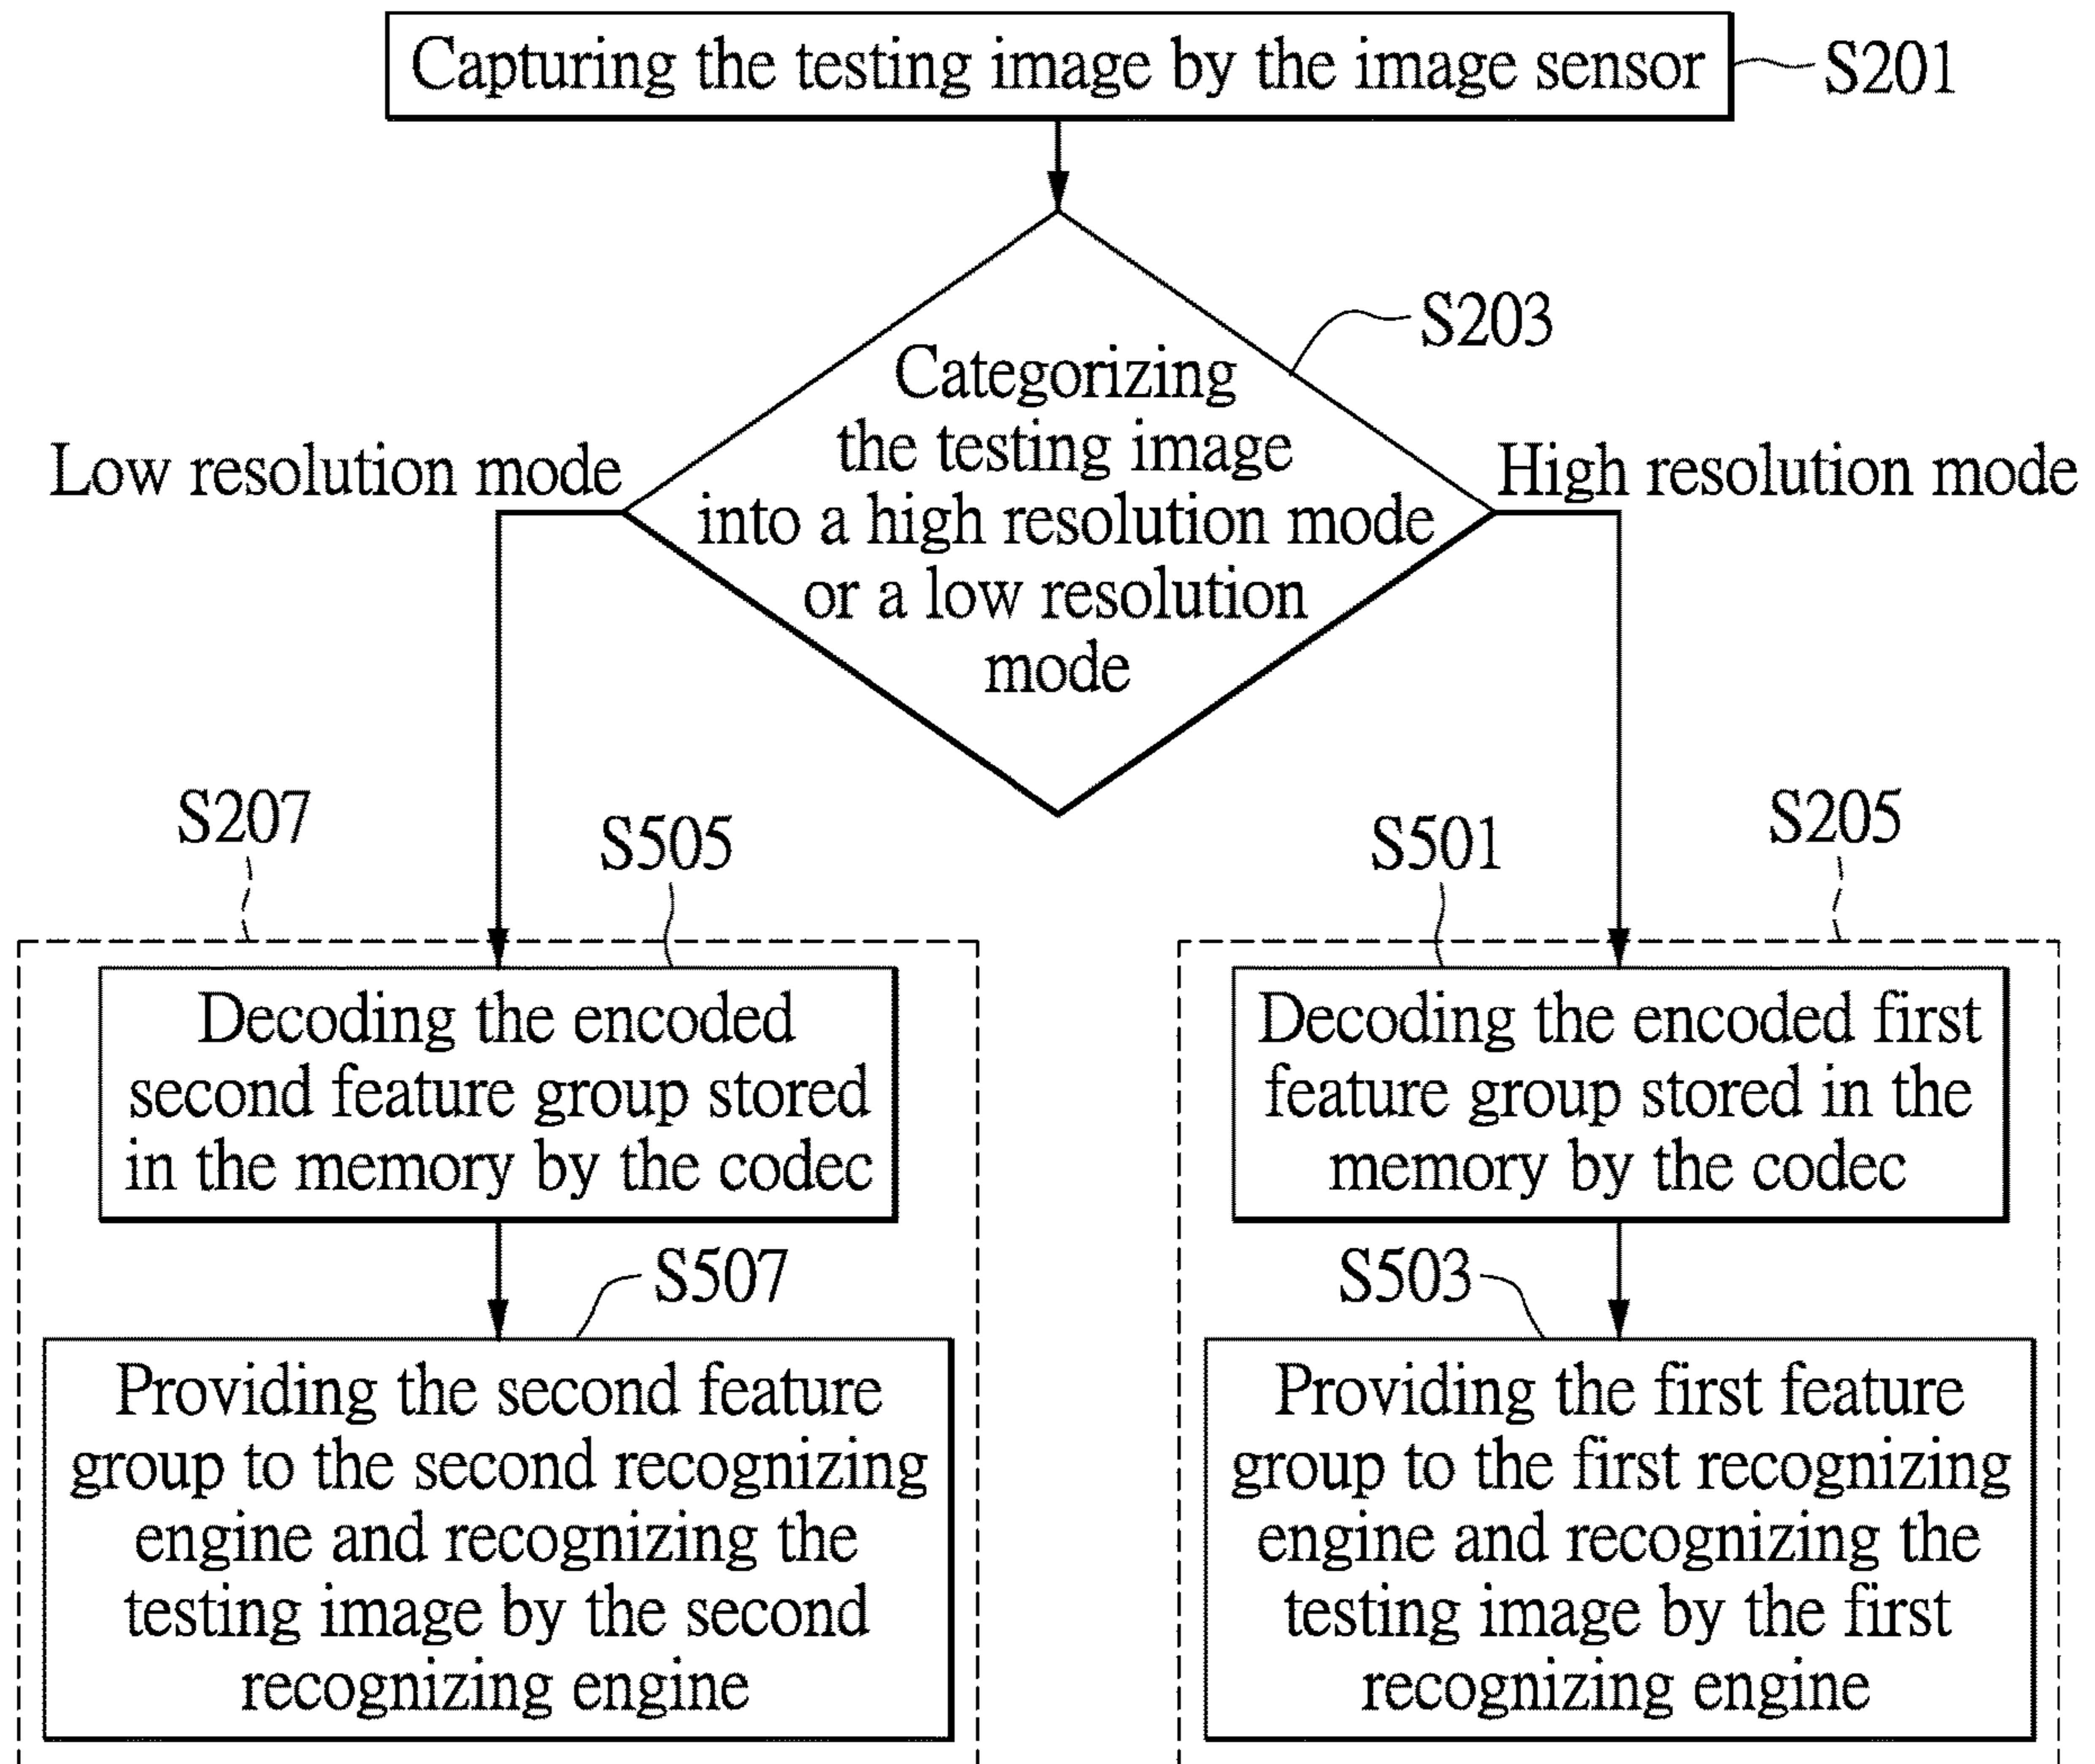 Capturing the testing image by the image sensor
S201
S203
Categorizing
the testing image
into a high resolution mode
or a low resolution
mode
Low resolution mode
High resolution mode
S207
S505
S501
S205
Decoding the encoded
second feature group stored
in the memory by the codec
Decoding the encoded first
feature group stored in the
memory by the codec
S507
S503
Providing the second feature
group to the second recognizing
engine and recognizing the
testing image by the second
recognizing engine
Providing the first feature
group to the first recognizing
engine and recognizing the
testing image by the first
recognizing engine